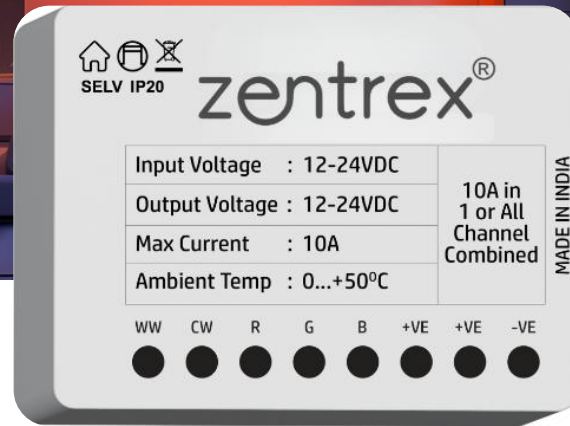 SELV IP20
zentrex®
Input Voltage : 12-24VDC
Output Voltage : 12-24VDC
Max Current : 10A
Ambient Temp : 0...+50⁰C
10A in
1 or All
Channel
Combined
MADE IN INDIA
WW CW R G B +VE +VE -VE